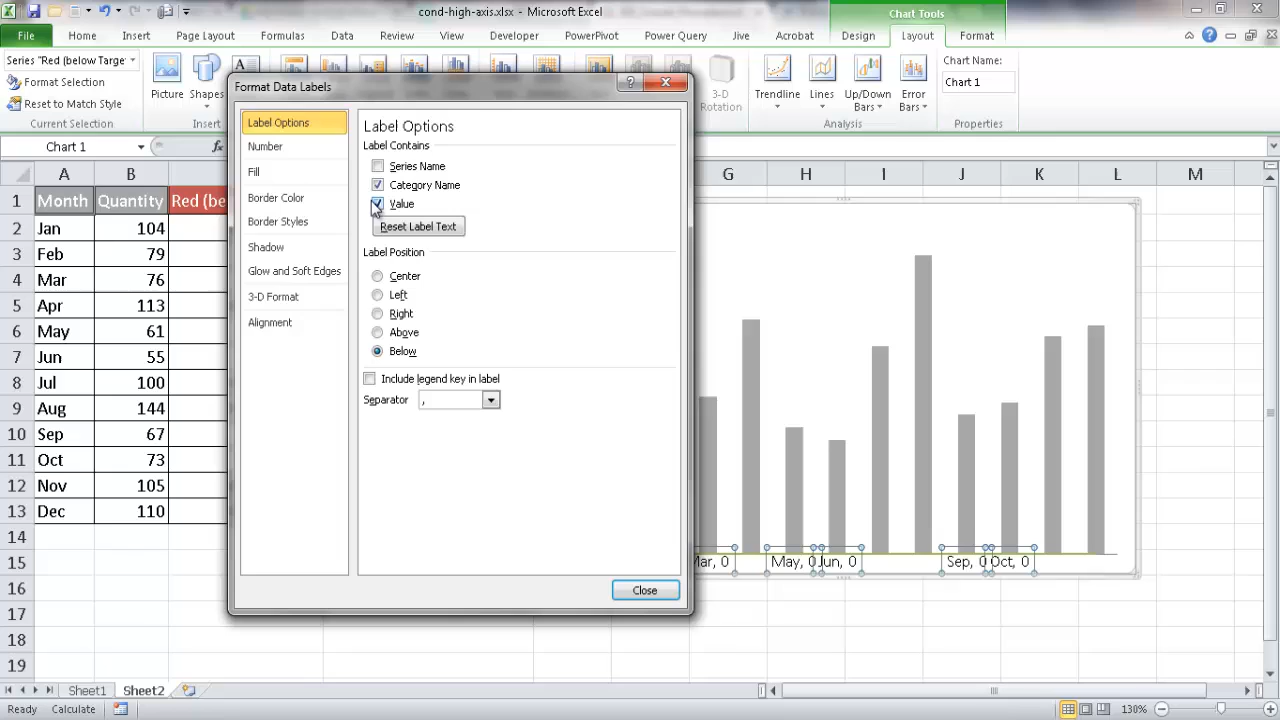 cond-high-axis.xlsx - Microsoft Excel
Chart Tools
File Home Insert Page Layout Formulas Data Review View Developer PowerPivot Power Query Jive Acrobat Design Layout Format
Series "Red (below Targe
Format Selection
Reset to Match Style
Current Selection
Picture
Shapes
A
Insert
3-D
Rotation
Trendline
Lines
Up/Down
Bars
Error
Bars
Analysis
Chart Name:
Chart 1
Properties
Chart 1
fx
A B G H I J K L M
1 Month Quantity Red (be
2 Jan 104
3 Feb 79
4 Mar 76
5 Apr 113
6 May 61
7 Jun 55
8 Jul 100
9 Aug 144
10 Sep 67
11 Oct 73
12 Nov 105
13 Dec 110
14
15
16
17
18
19
Format Data Labels
Label Options
Number
Fill
Border Color
Border Styles
Shadow
Glow and Soft Edges
3-D Format
Alignment
Label Options
Label Contains
Series Name
Category Name
Value
Reset Label Text
Label Position
Center
Left
Right
Above
Below
Include legend key in label
Separator ,
Close
Mar, 0 May, 0 Jun, 0 Sep, 0 Oct, 0
Sheet1 Sheet2
Ready Calculate 130%